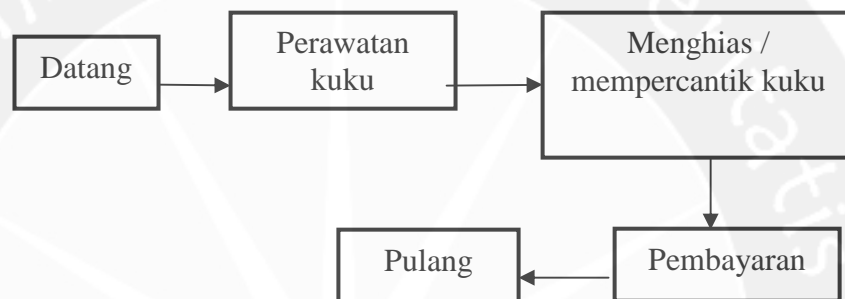 Datang
Perawatan
kuku
Menghias /
mempercantik kuku
Pembayaran
Pulang